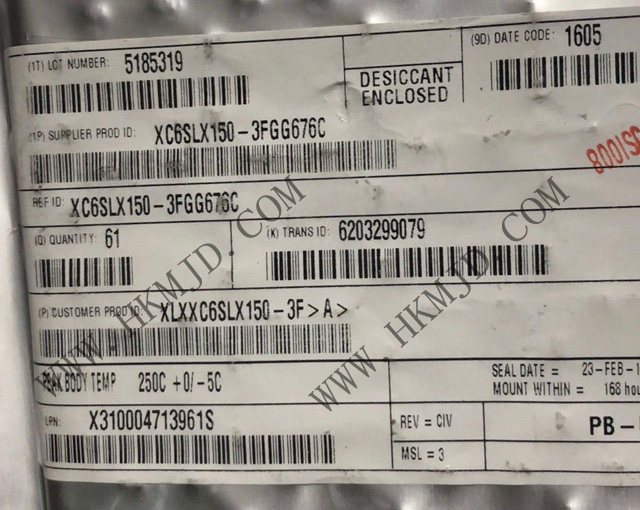 (1T) LOT NUMBER: 5185319
DESICCANT
ENCLOSED
(9D) DATE CODE: 1605
(1P) SUPPLIER PROD ID: XC6SLX150-3FGG676C
REF ID: XC6SLX150-3FGG676C
(Q) QUANTITY: 61
(K) TRANS ID: 6203299079
(P) CUSTOMER PROD ID: XLXXC6SLX150-3F>A>
PEAK BODY TEMP 250C +0/-5C
SEAL DATE = 23-FEB-1
MOUNT WITHIN = 168 hou
LPN: X310004713961S
REV = CIV
MSL = 3
PB-
WWW.HKMJD.COM
WWW.HKMJD.COM